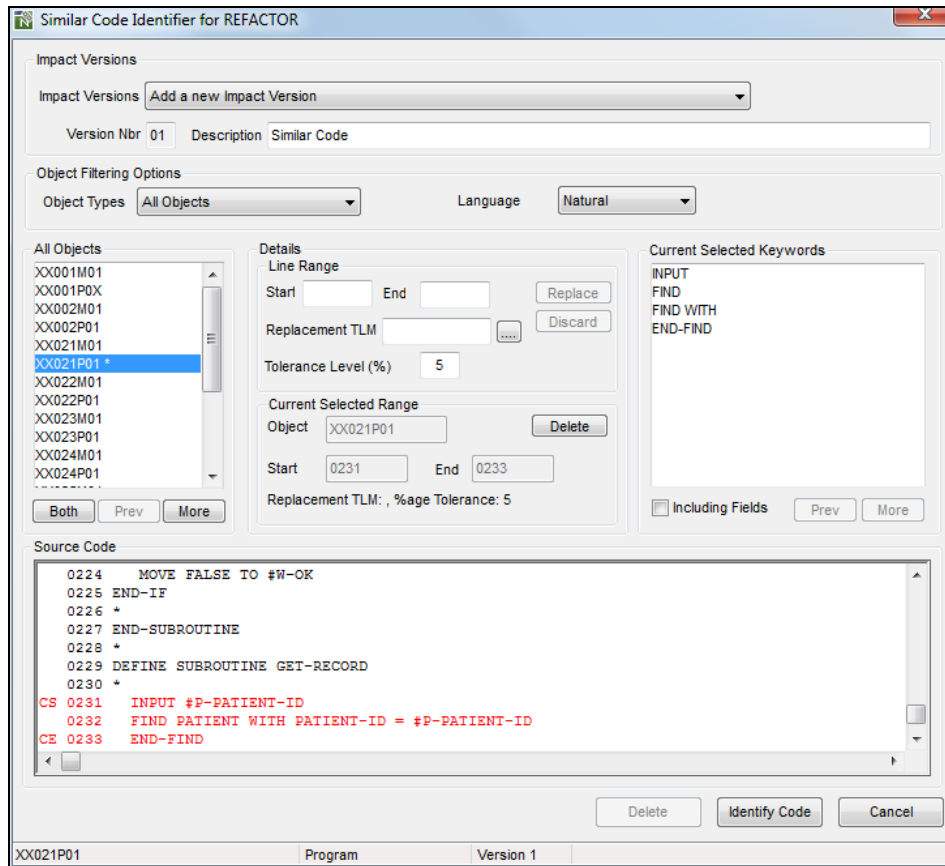 Similar Code Identifier for REFACTOR
Impact Versions
Impact Versions Add a new Impact Version
Version Nbr 01 Description Similar Code
Object Filtering Options
Object Types All Objects Language Natural
All Objects
XX001M01
XX001P0X
XX002M01
XX002P01
XX021M01
XX021P01 *
XX022M01
XX022P01
XX023M01
XX023P01
XX024M01
XX024P01
Both Prev More
Details
Line Range
Start End Replace
Replacement TLM .... Discard
Tolerance Level (%) 5
Current Selected Range
Object XX021P01 Delete
Start 0231 End 0233
Replacement TLM: , %age Tolerance: 5
Current Selected Keywords
INPUT
FIND
FIND WITH
END-FIND
Including Fields Prev More
Source Code
0224 MOVE FALSE TO #W-OK
0225 END-IF
0226 *
0227 END-SUBROUTINE
0228 *
0229 DEFINE SUBROUTINE GET-RECORD
0230 *
CS 0231 INPUT #P-PATIENT-ID
0232 FIND PATIENT WITH PATIENT-ID = #P-PATIENT-ID
CE 0233 END-FIND
Delete Identify Code Cancel
XX021P01 Program Version 1